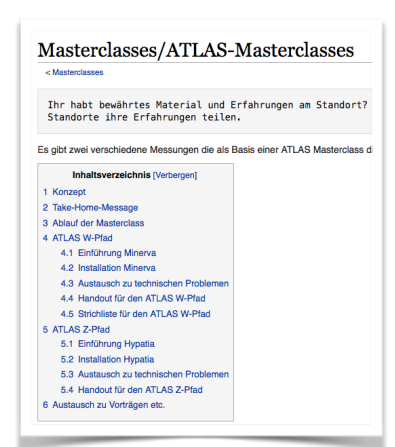 Masterclasses/ATLAS-Masterclasses
< Masterclasses
Ihr habt bewährtes Material und Erfahrungen am Standort?
Standorte ihre Erfahrungen teilen.
Es gibt zwei verschiedene Messungen die als Basis einer ATLAS Masterclass di
Inhaltsverzeichnis [Verbergen]
1 Konzept
2 Take-Home-Message
3 Ablauf der Masterclass
4 ATLAS W-Pfad
4.1 Einführung Minerva
4.2 Installation Minerva
4.3 Austausch zu technischen Problemen
4.4 Handout für den ATLAS W-Pfad
4.5 Strichliste für den ATLAS W-Pfad
5 ATLAS Z-Pfad
5.1 Einführung Hypatia
5.2 Installation Hypatia
5.3 Austausch zu technischen Problemen
5.4 Handout für den ATLAS Z-Pfad
6 Austausch zu Vorträgen etc.